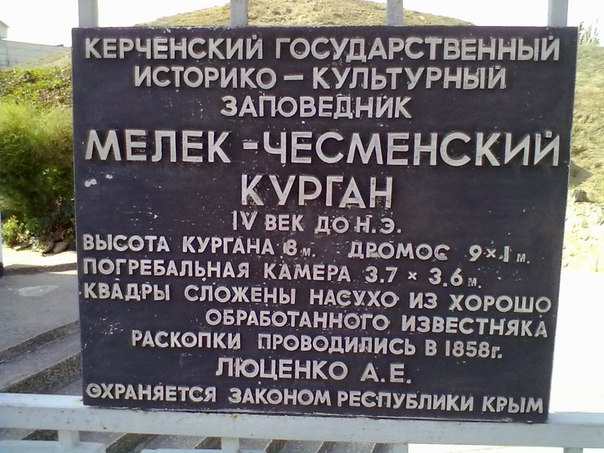 КЕРЧЕНСКИЙ ГОСУДАРСТВЕННЫЙ
ИСТОРИКО – КУЛЬТУРНЫЙ
ЗАПОВЕДНИК
МЕЛЕК - ЧЕСМЕНСКИЙ
КУРГАН
IV ВЕК ДО Н.Э.
ВЫСОТА КУРГАНА 8 м. ДРОМОС 9 × 1 м.
ПОГРЕБАЛЬНАЯ КАМЕРА 3.7 × 3.6 м.
КВАДРЫ СЛОЖЕНЫ НАСУХО ИЗ ХОРОШО
ОБРАБОТАННОГО ИЗВЕСТНЯКА
РАСКОПКИ ПРОВОДИЛИСЬ В 1858г.
ЛЮЦЕНКО А.Е.
ОХРАНЯЕТСЯ ЗАКОНОМ РЕСПУБЛИКИ КРЫМ